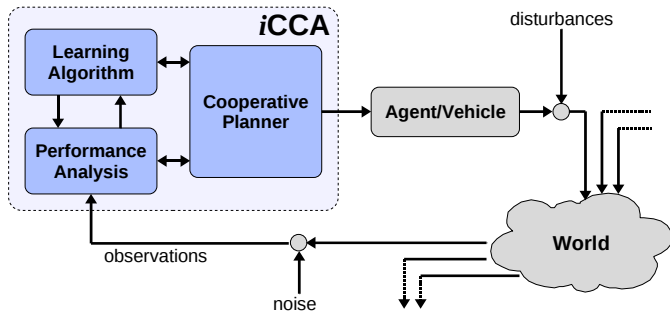 iCCA
disturbances
Learning
Algorithm
Cooperative
Planner
Agent/Vehicle
Performance
Analysis
World
observations
noise